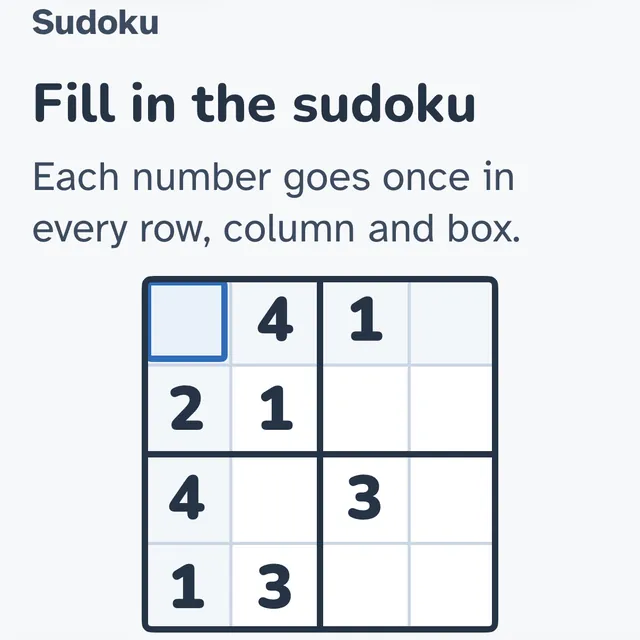 Sudoku
Fill in the sudoku
Each number goes once in
every row, column and box.
4 1
2 1
4 3
1 3